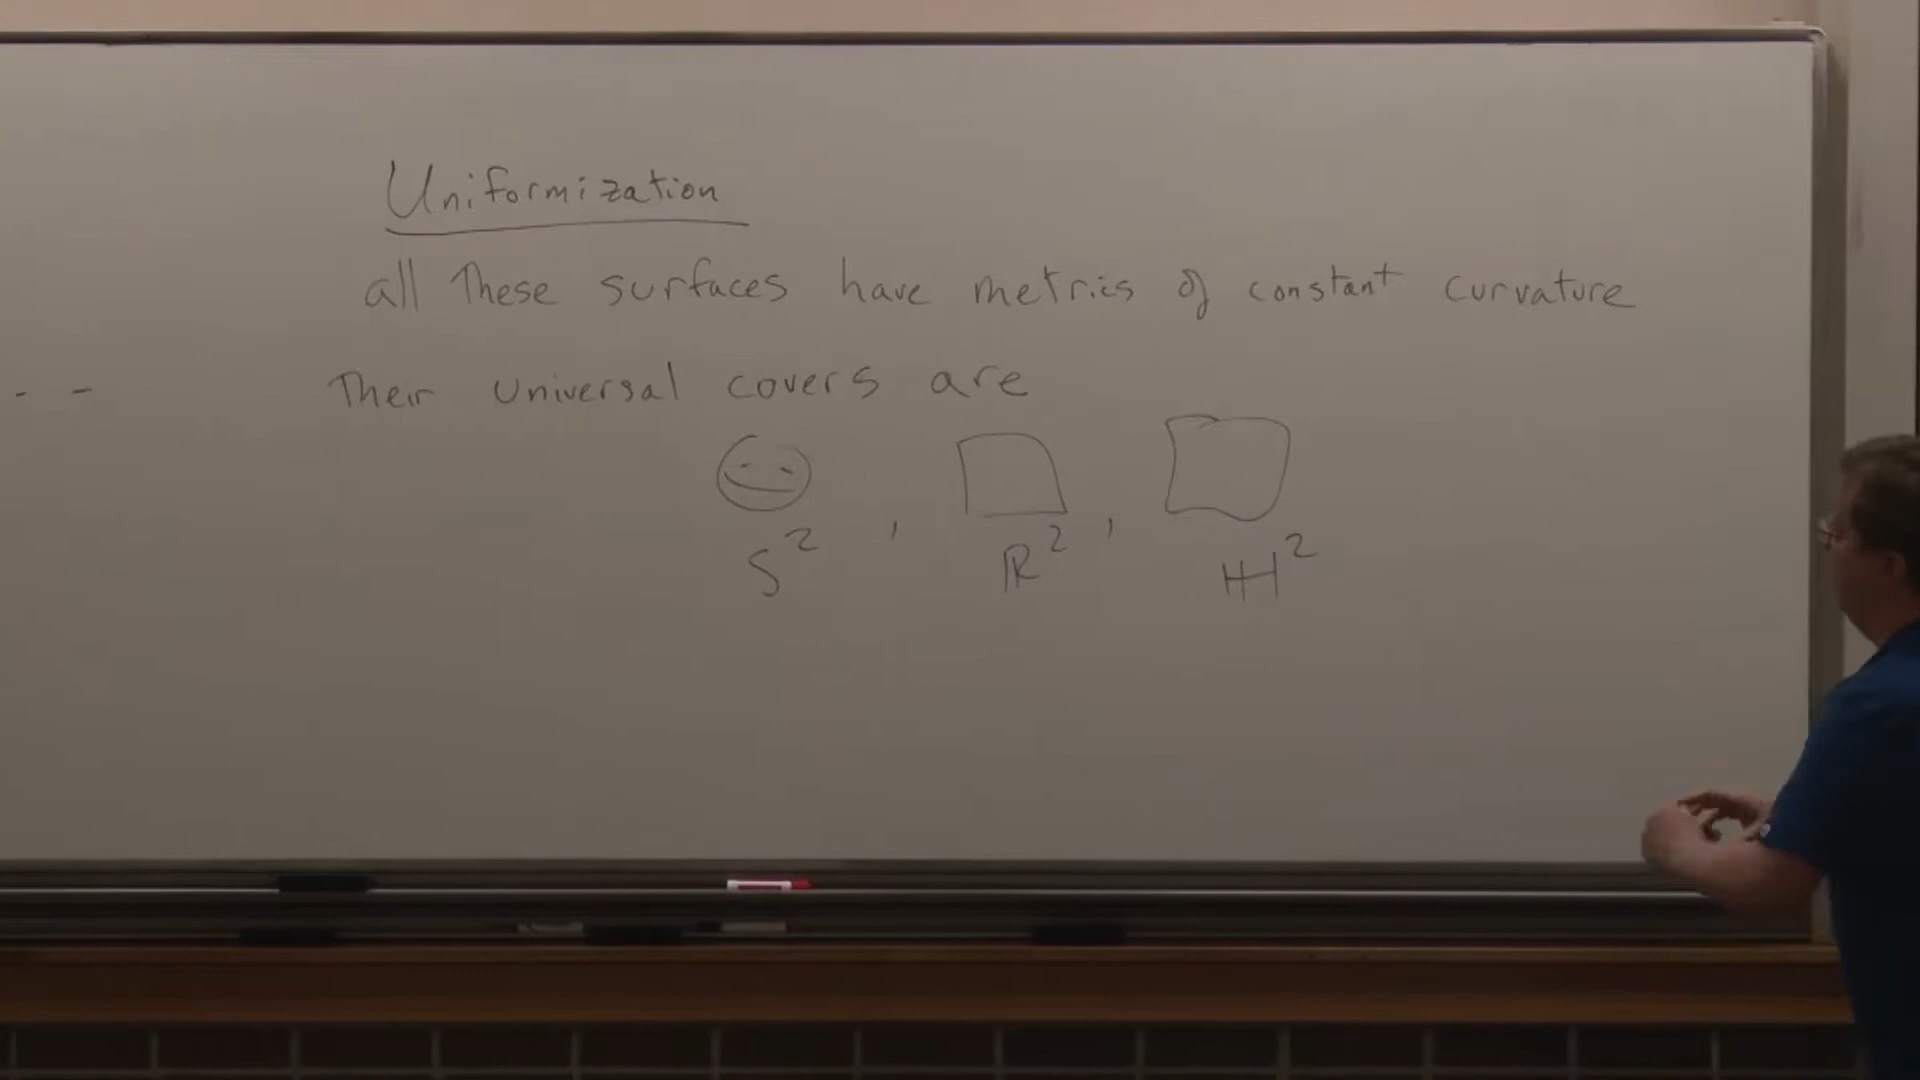 Uniformization
all these surfaces have metrics of constant curvature
Their universal covers are
S², ℝ², ℍ²